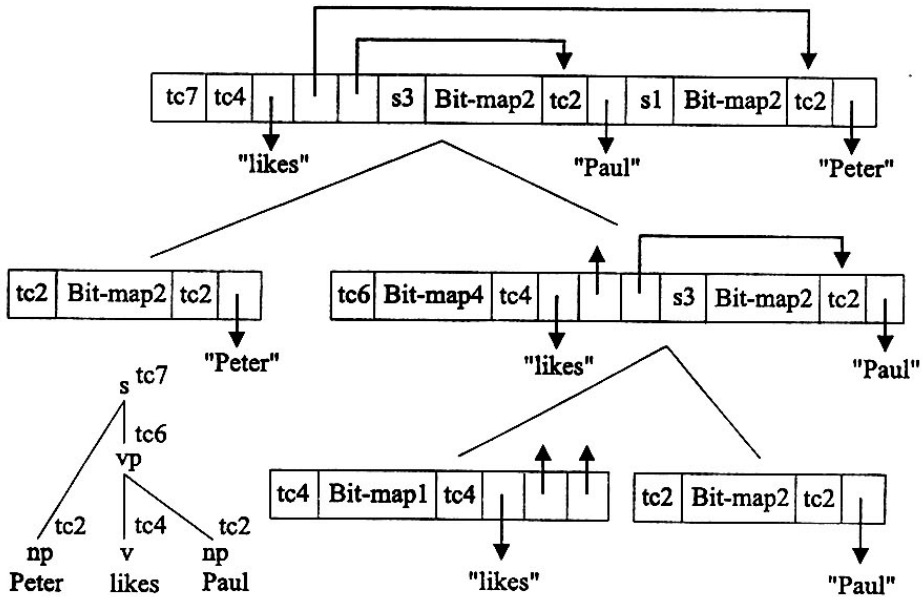 tc7 tc4 s3 Bit-map2 tc2 s1 Bit-map2 tc2
"likes" "Paul" "Peter"
tc2 Bit-map2 tc2
"Peter"
tc6 Bit-map4 tc4 s3 Bit-map2 tc2
"likes" "Paul"
s tc7
tc6
vp
tc2 tc4 tc2
np v np
Peter likes Paul
tc4 Bit-map1 tc4
"likes"
tc2 Bit-map2 tc2
"Paul"